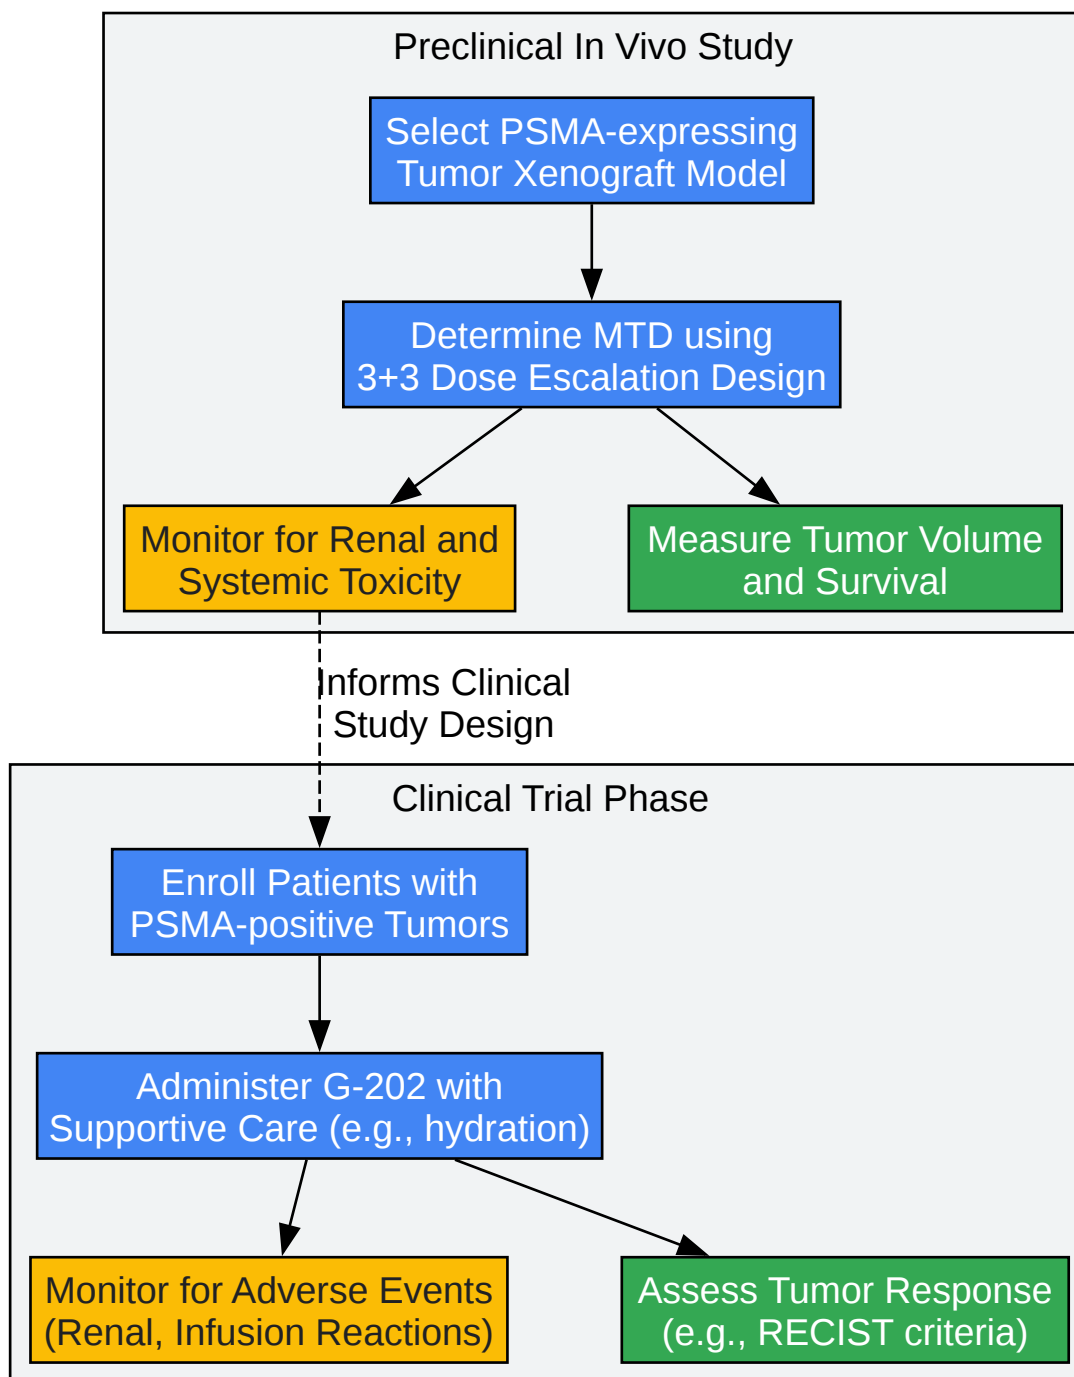 Preclinical In Vivo Study
Select PSMA-expressing
Tumor Xenograft Model
Determine MTD using
3+3 Dose Escalation Design
Monitor for Renal and
Systemic Toxicity
Measure Tumor Volume
and Survival
Informs Clinical
Study Design
Clinical Trial Phase
Enroll Patients with
PSMA-positive Tumors
Administer G-202 with
Supportive Care (e.g., hydration)
Monitor for Adverse Events
(Renal, Infusion Reactions)
Assess Tumor Response
(e.g., RECIST criteria)